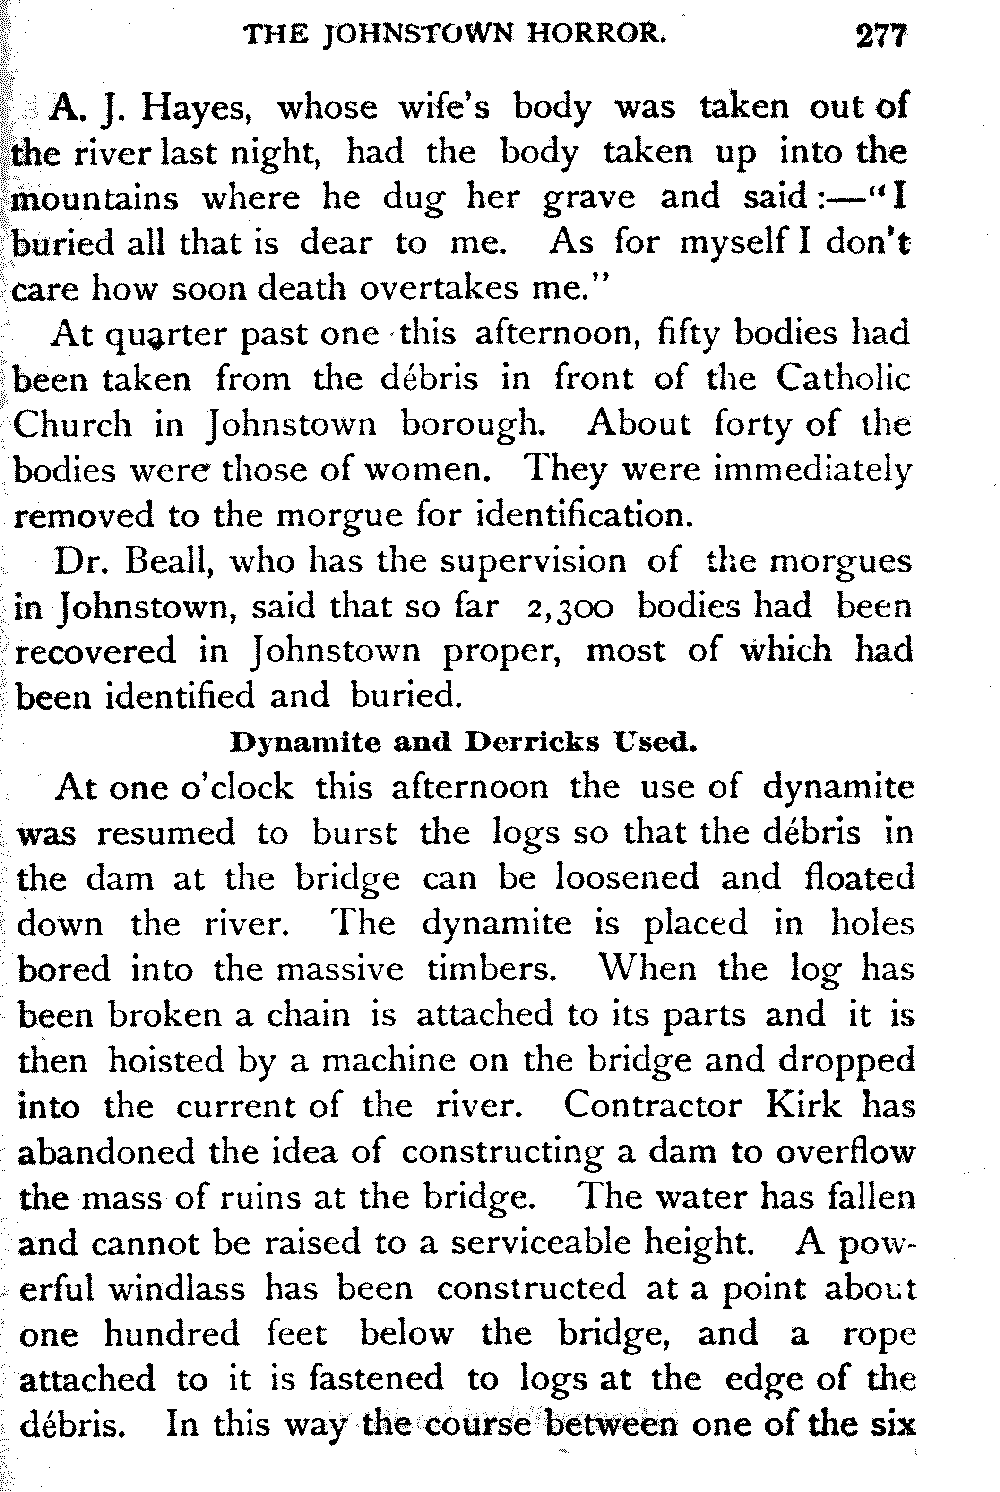 THE JOHNSTOWN HORROR. 277
A. J. Hayes, whose wife's body was taken out of
the river last night, had the body taken up into the
mountains where he dug her grave and said:—"I
buried all that is dear to me. As for myself I don't
care how soon death overtakes me."
At quarter past one this afternoon, fifty bodies had
been taken from the débris in front of the Catholic
Church in Johnstown borough. About forty of the
bodies were those of women. They were immediately
removed to the morgue for identification.
Dr. Beall, who has the supervision of the morgues
in Johnstown, said that so far 2,300 bodies had been
recovered in Johnstown proper, most of which had
been identified and buried.
Dynamite and Derricks Used.
At one o'clock this afternoon the use of dynamite
was resumed to burst the logs so that the débris in
the dam at the bridge can be loosened and floated
down the river. The dynamite is placed in holes
bored into the massive timbers. When the log has
been broken a chain is attached to its parts and it is
then hoisted by a machine on the bridge and dropped
into the current of the river. Contractor Kirk has
abandoned the idea of constructing a dam to overflow
the mass of ruins at the bridge. The water has fallen
and cannot be raised to a serviceable height. A pow-
erful windlass has been constructed at a point about
one hundred feet below the bridge, and a rope
attached to it is fastened to logs at the edge of the
débris. In this way the course between one of the six